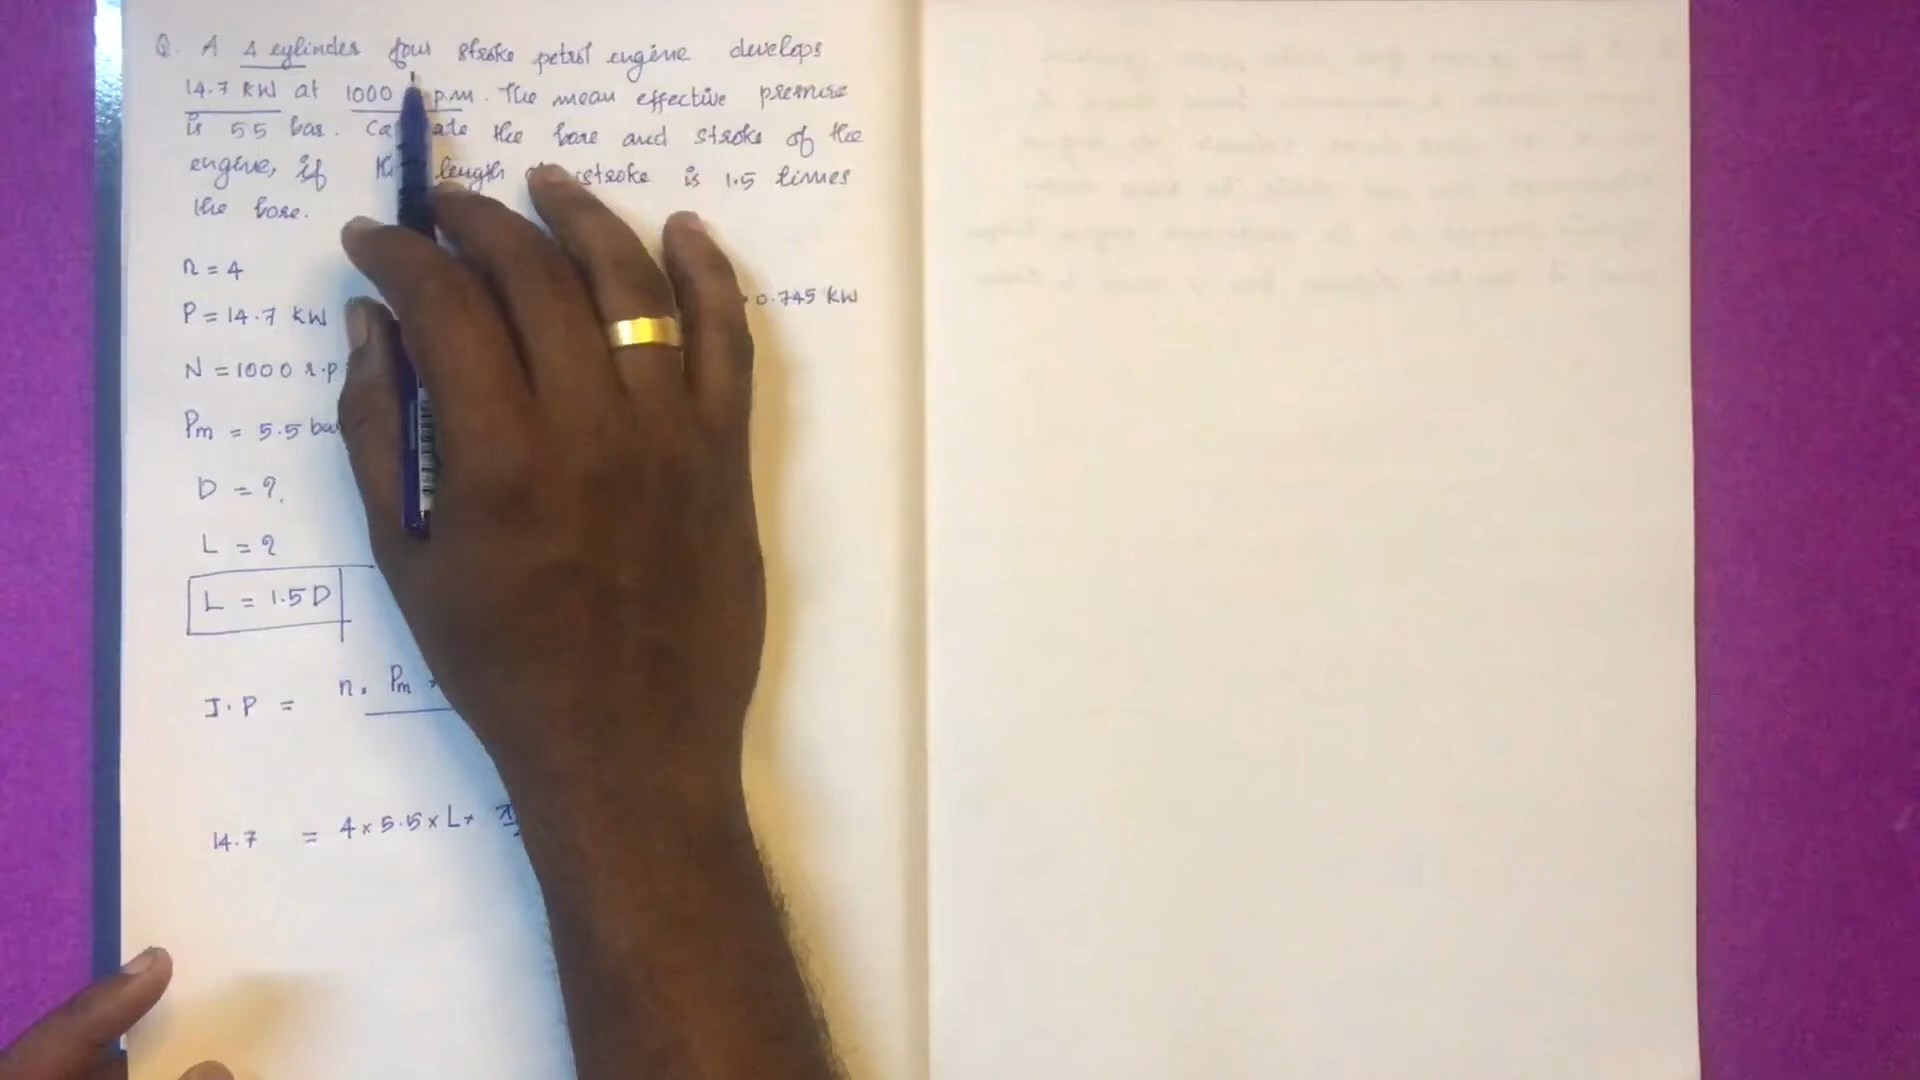 Q. A 4 cylinder four stroke petrol engine develops
14.7 KW at 1000 p.m. The mean effective pressure
is 5.5 bar. Ca ate the bore and stroke of the
engine, if length stroke is 1.5 times
the bore.
n = 4
P = 14.7 KW 0.745 KW
N = 1000 r.p
Pm = 5.5 bar
D = ?
L = ?
L = 1.5 D
I.P = n. Pm
14.7 = 4 × 5.5 × L × π